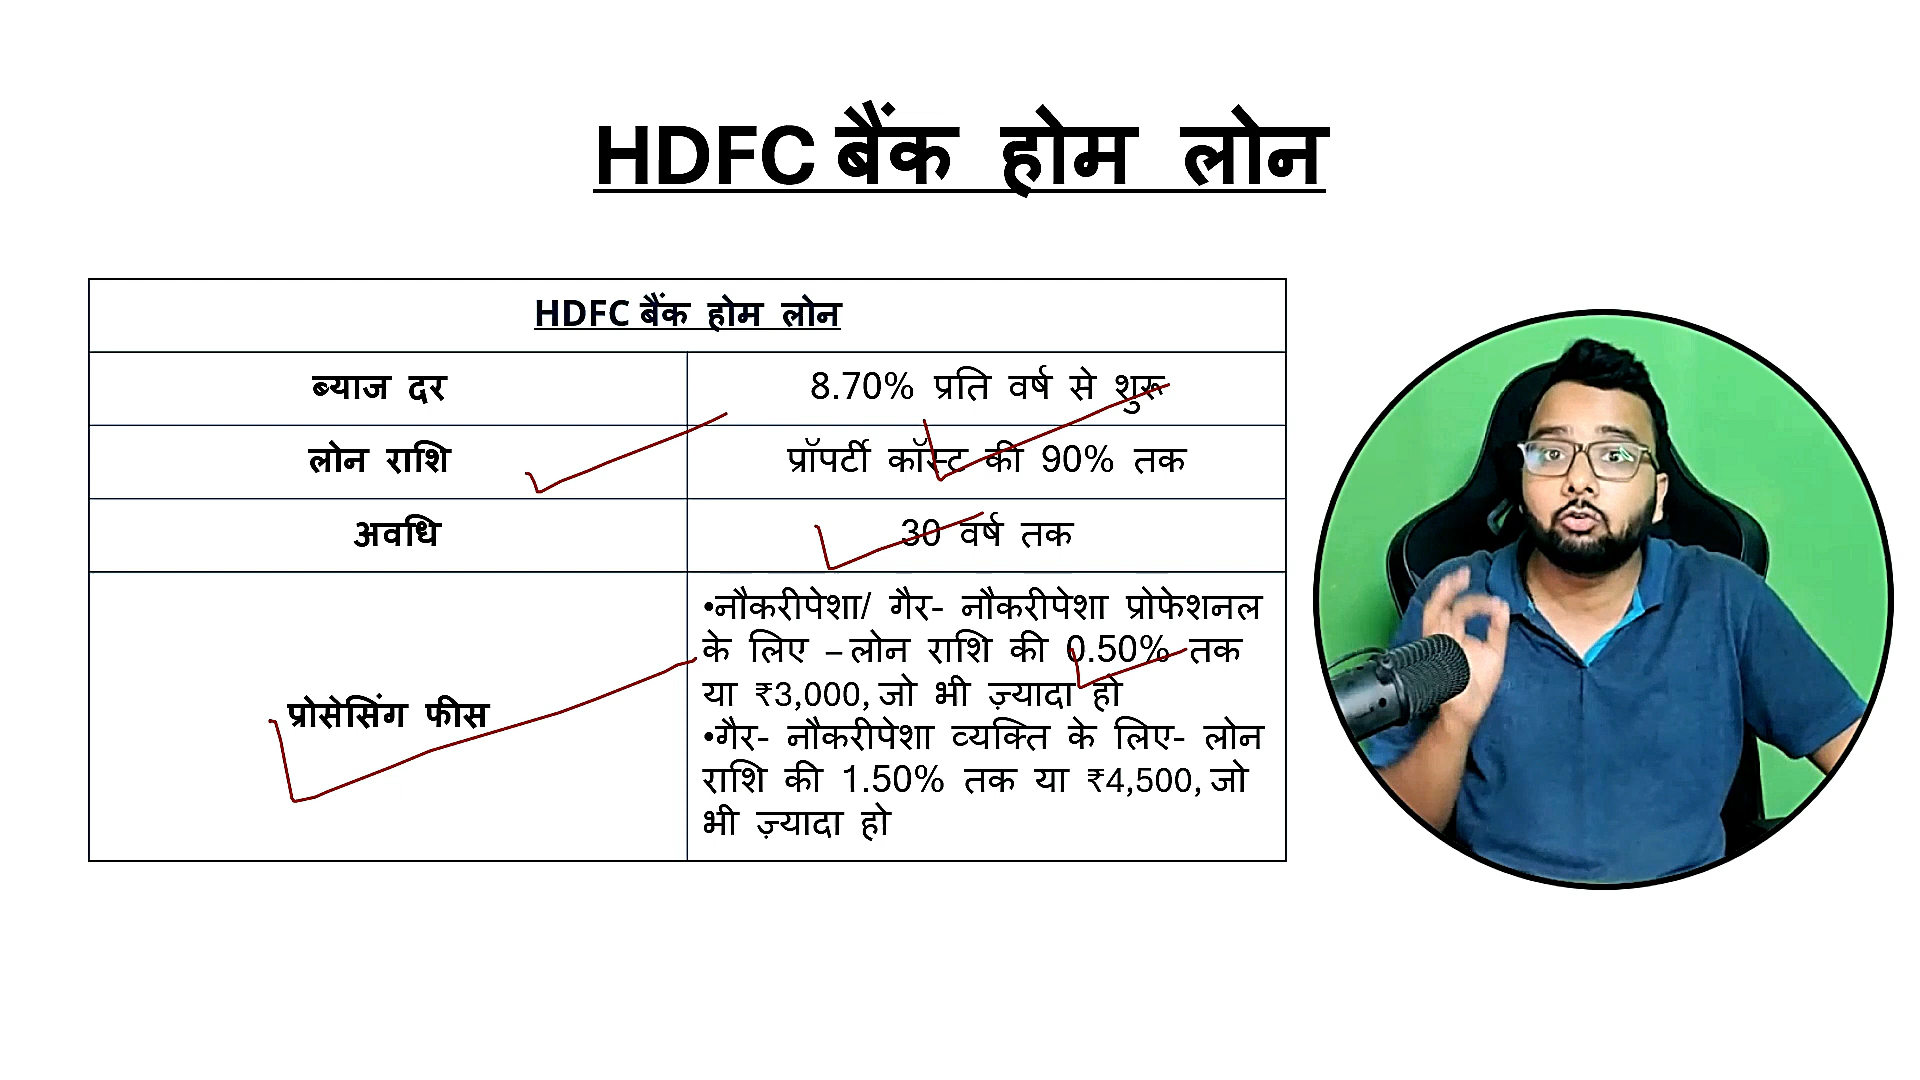 HDFC बैंक होम लोन
HDFC बैंक होम लोन
ब्याज दर
8.70% प्रति वर्ष से शुरू
लोन राशि
प्रॉपर्टी कॉस्ट की 90% तक
अवधि
30 वर्ष तक
प्रोसेसिंग फीस
•नौकरीपेशा/ गैर- नौकरीपेशा प्रोफेशनल
के लिए – लोन राशि की 0.50% तक
या ₹3,000, जो भी ज़्यादा हो
•गैर- नौकरीपेशा व्यक्ति के लिए- लोन
राशि की 1.50% तक या ₹4,500, जो
भी ज़्यादा हो